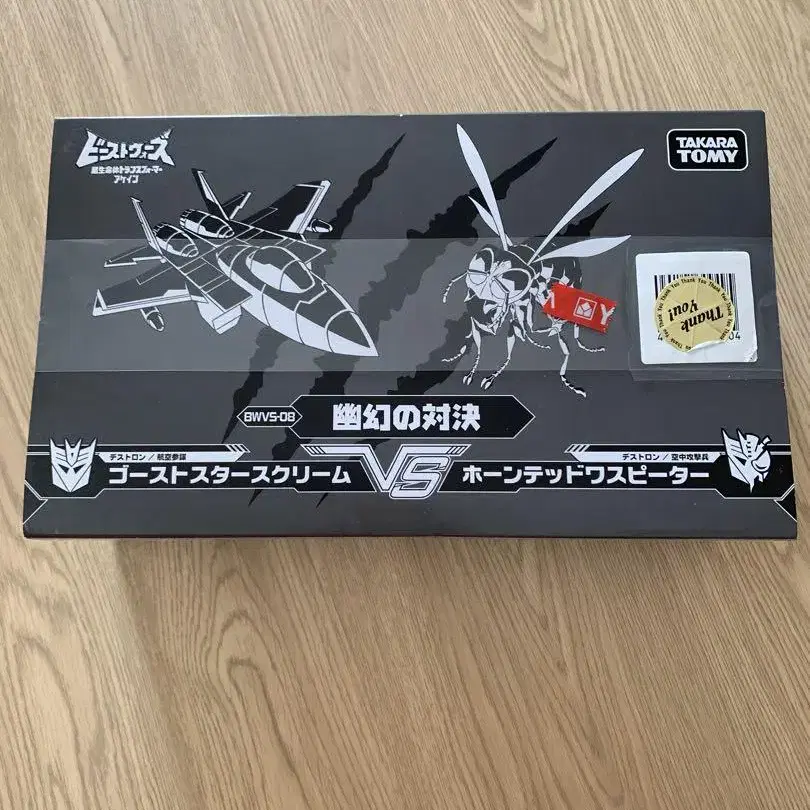 ビーストウォーズ
超生命体トランスフォーマー
アゲイン
TAKARA
TOMY
Y
Thank You
Thank You!
04
BWVS-08
幽幻の対決
デストロン／航空参謀
ゴーストスタースクリーム
VS
デストロン／空中攻撃兵
ホーンテッドワスピーター